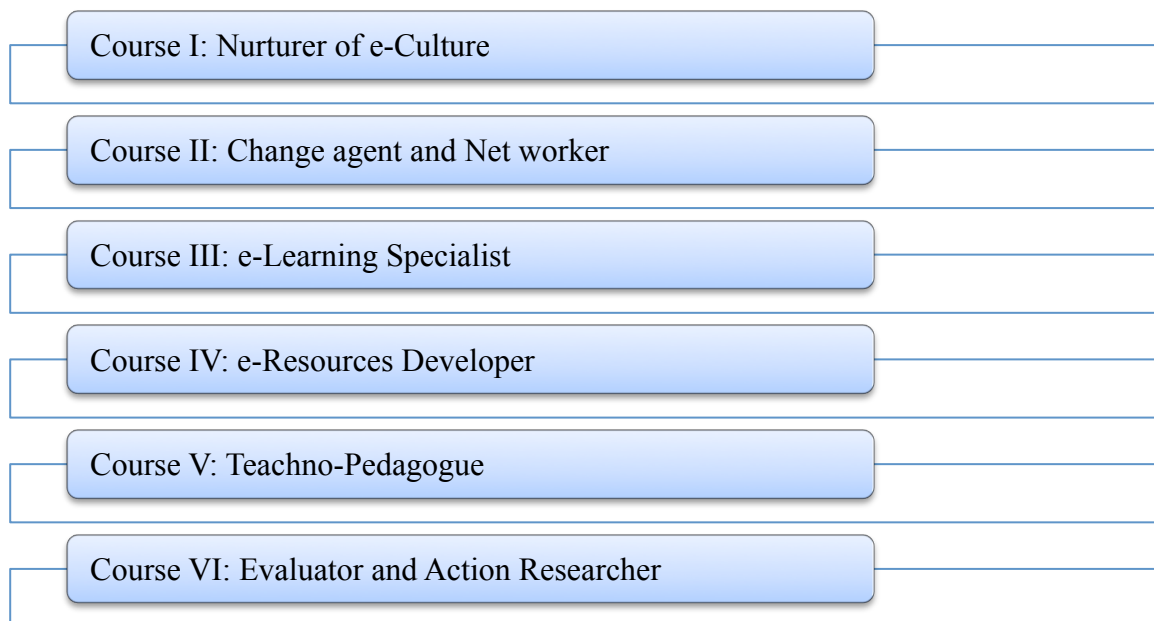 Course I: Nurturer of e-Culture
Course II: Change agent and Net worker
Course III: e-Learning Specialist
Course IV: e-Resources Developer
Course V: Teachno-Pedagogue
Course VI: Evaluator and Action Researcher